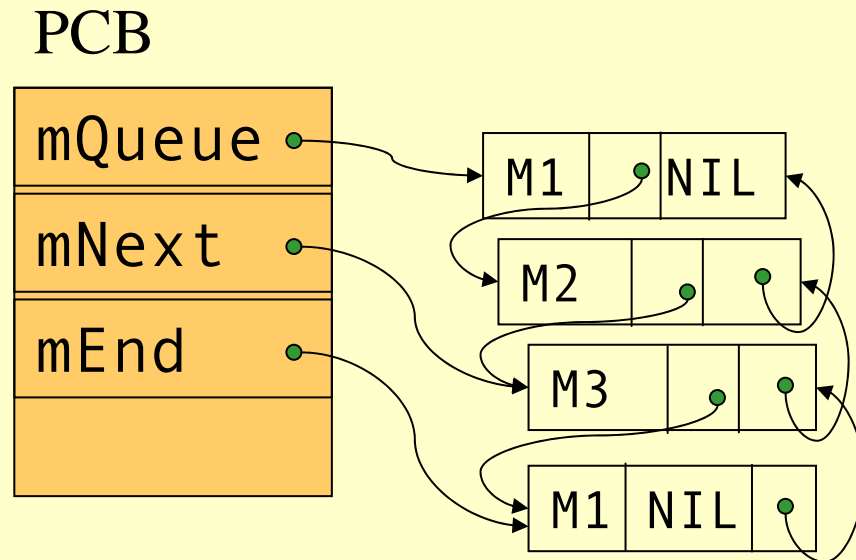 PCB
mQueue
mNext
mEnd
M1 NIL
M2
M3
M1 NIL